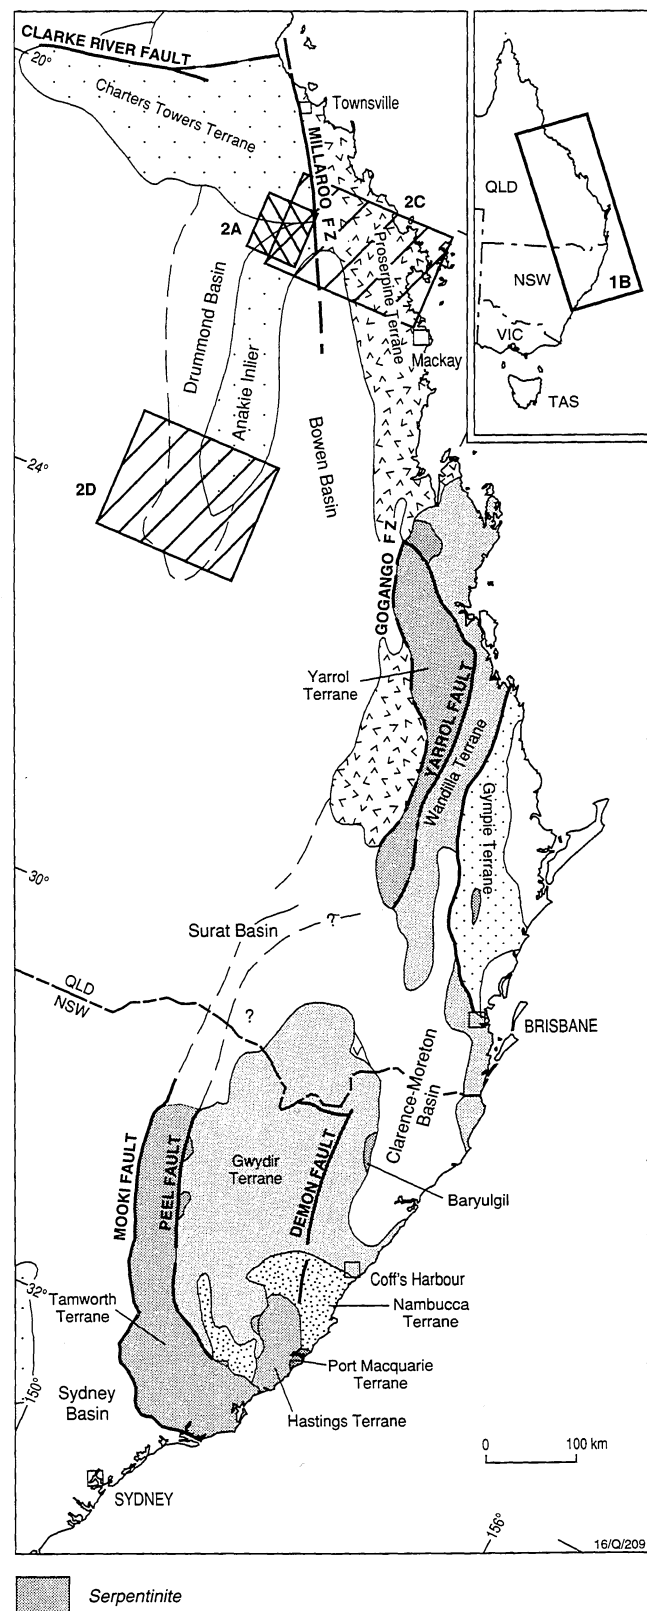 CLARKE RIVER FAULT
20°
Charters Towers Terrane
Townsville
MILLAROO FZ
2A
2C
Proserpine Terrane
Drummond Basin
Anakie Inlier
Mackay
QLD
NSW
1B
VIC
TAS
24°
2D
Bowen Basin
GOGANGO FZ
Yarrol
Terrane
YARROL FAULT
Wandilla Terrane
Gympie Terrane
30°
Surat Basin
?
QLD
NSW
?
BRISBANE
Clarence-Moreton
Basin
MOOKI FAULT
PEEL FAULT
Gwydir
Terrane
DEMON FAULT
Baryulgil
32°
Coff's Harbour
Tamworth
Terrane
Nambucca
Terrane
Port Macquarie
Terrane
150°
Sydney
Basin
Hastings Terrane
0 100 km
SYDNEY
156°
16/Q/209
Serpentinite